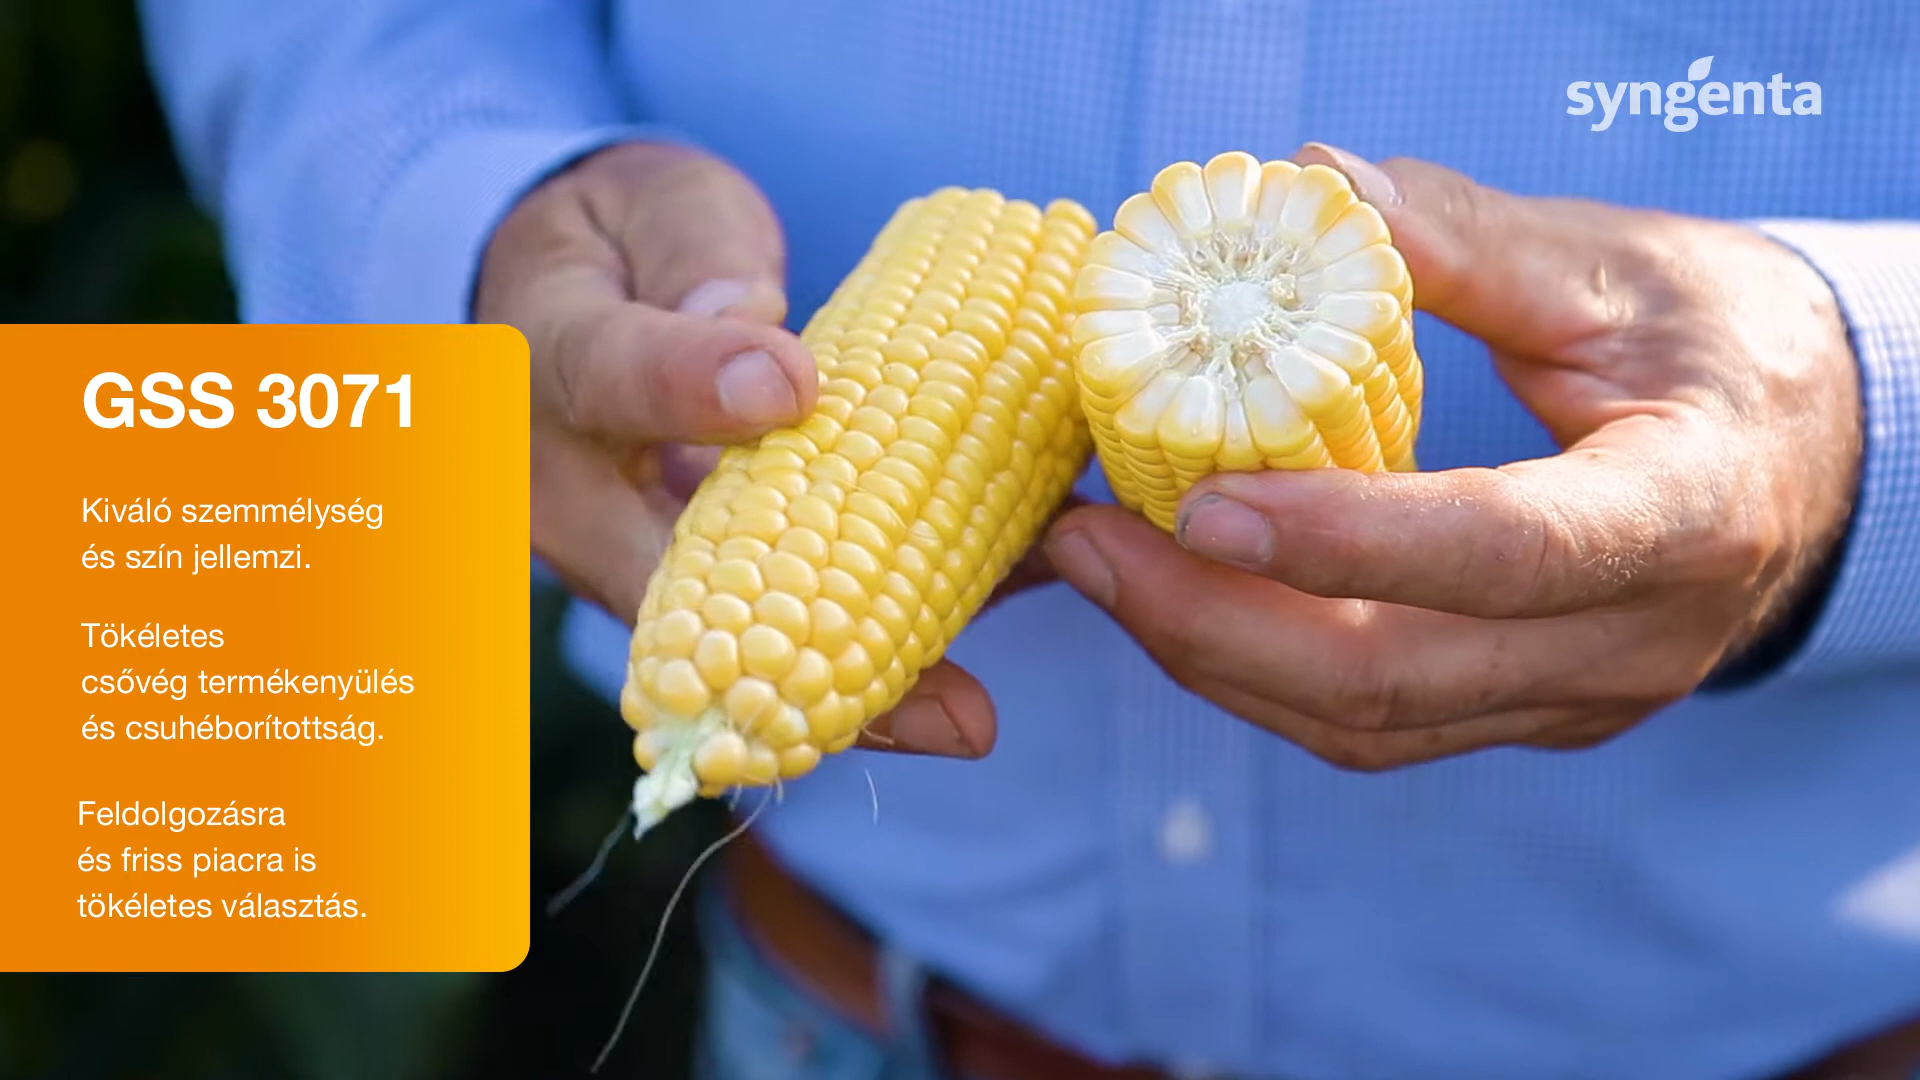 syngenta
GSS 3071
Kiváló szemmélység
és szín jellemzi.
Tökéletes
csővég termékenyülés
és csuhéborítottság.
Feldolgozásra
és friss piacra is
tökéletes választás.